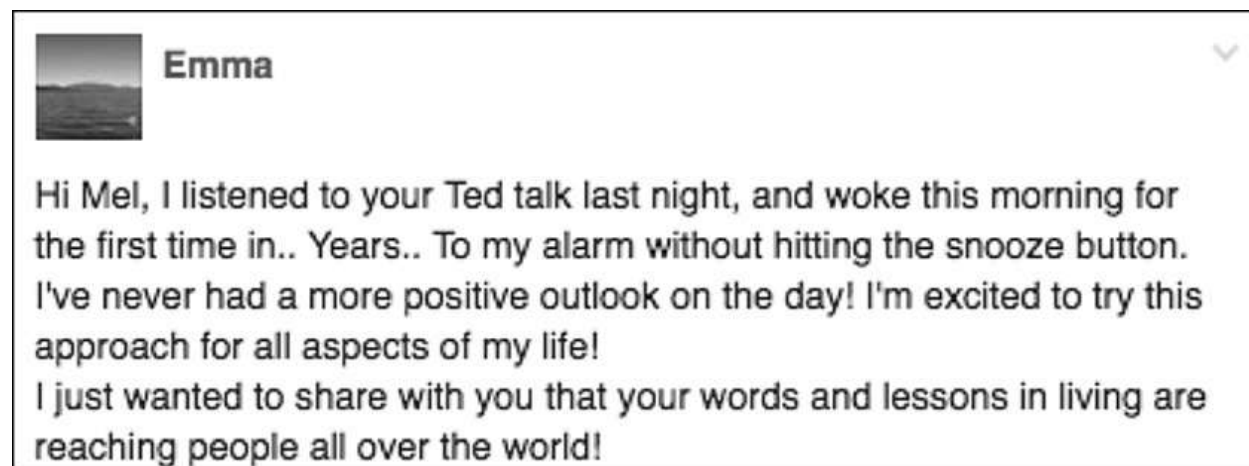 Emma
Hi Mel, I listened to your Ted talk last night, and woke this morning for
the first time in.. Years.. To my alarm without hitting the snooze button.
I've never had a more positive outlook on the day! I'm excited to try this
approach for all aspects of my life!
I just wanted to share with you that your words and lessons in living are
reaching people all over the world!